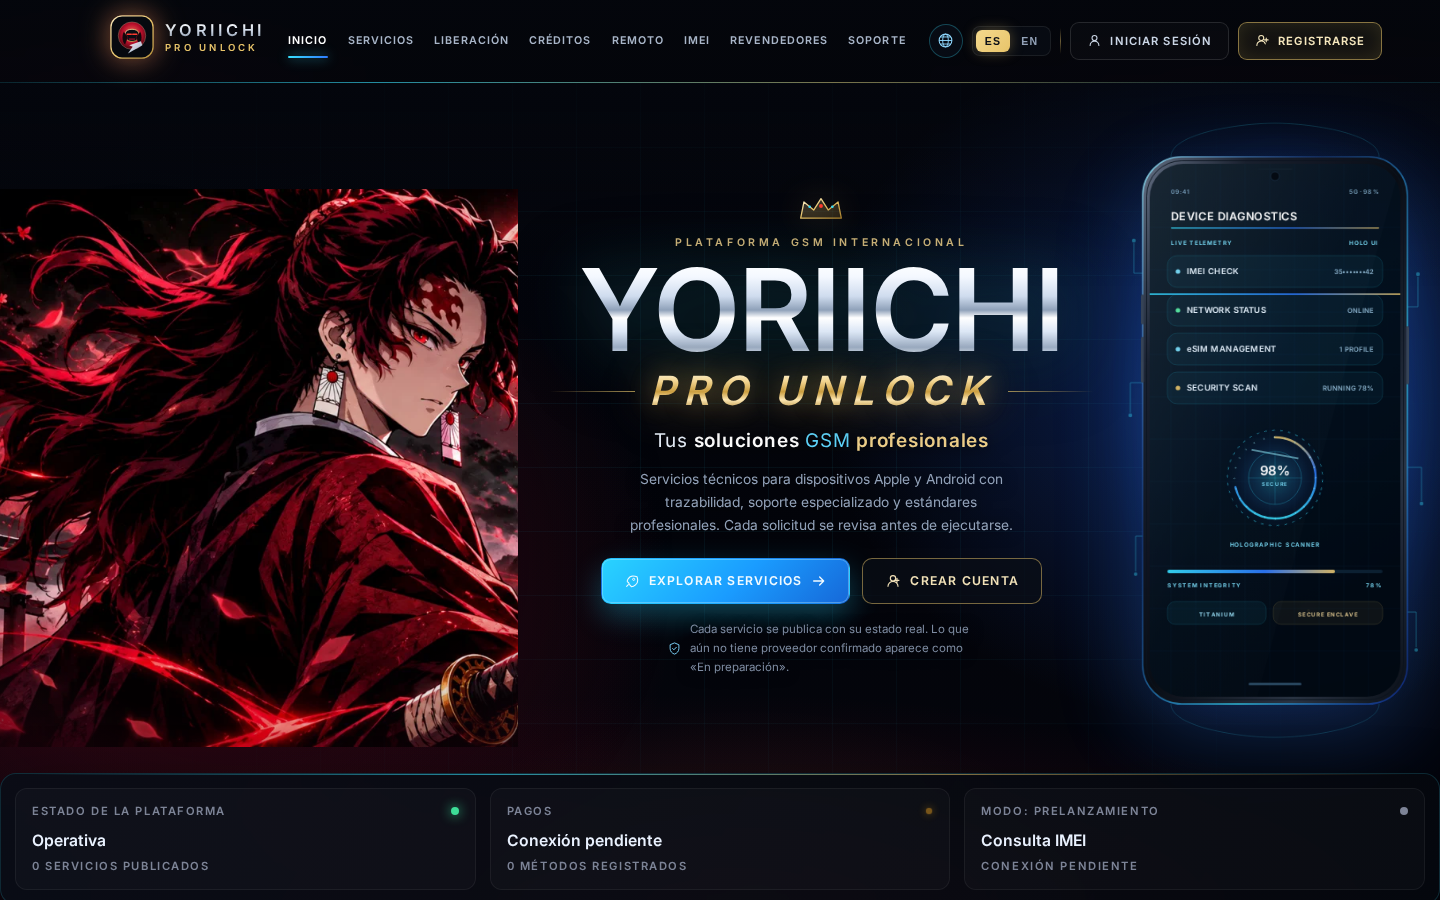 YORIICHI
PRO UNLOCK
INICIO
SERVICIOS
LIBERACIÓN
CRÉDITOS
REMOTO
IMEI
REVENDEDORES
SOPORTE
ES
EN
INICIAR SESIÓN
REGISTRARSE
PLATAFORMA GSM INTERNACIONAL
YORIICHI
PRO UNLOCK
Tus soluciones GSM profesionales
Servicios técnicos para dispositivos Apple y Android con
trazabilidad, soporte especializado y estándares
profesionales. Cada solicitud se revisa antes de ejecutarse.
EXPLORAR SERVICIOS →
CREAR CUENTA
Cada servicio se publica con su estado real. Lo que
aún no tiene proveedor confirmado aparece como
«En preparación».
09:41
5G · 98%
DEVICE DIAGNOSTICS
LIVE TELEMETRY
HOLO UI
IMEI CHECK
35•••••••42
NETWORK STATUS
ONLINE
eSIM MANAGEMENT
1 PROFILE
SECURITY SCAN
RUNNING 78%
98%
SECURE
HOLOGRAPHIC SCANNER
SYSTEM INTEGRITY
78%
TITANIUM
SECURE ENCLAVE
ESTADO DE LA PLATAFORMA
Operativa
0 SERVICIOS PUBLICADOS
PAGOS
Conexión pendiente
0 MÉTODOS REGISTRADOS
MODO: PRELANZAMIENTO
Consulta IMEI
CONEXIÓN PENDIENTE